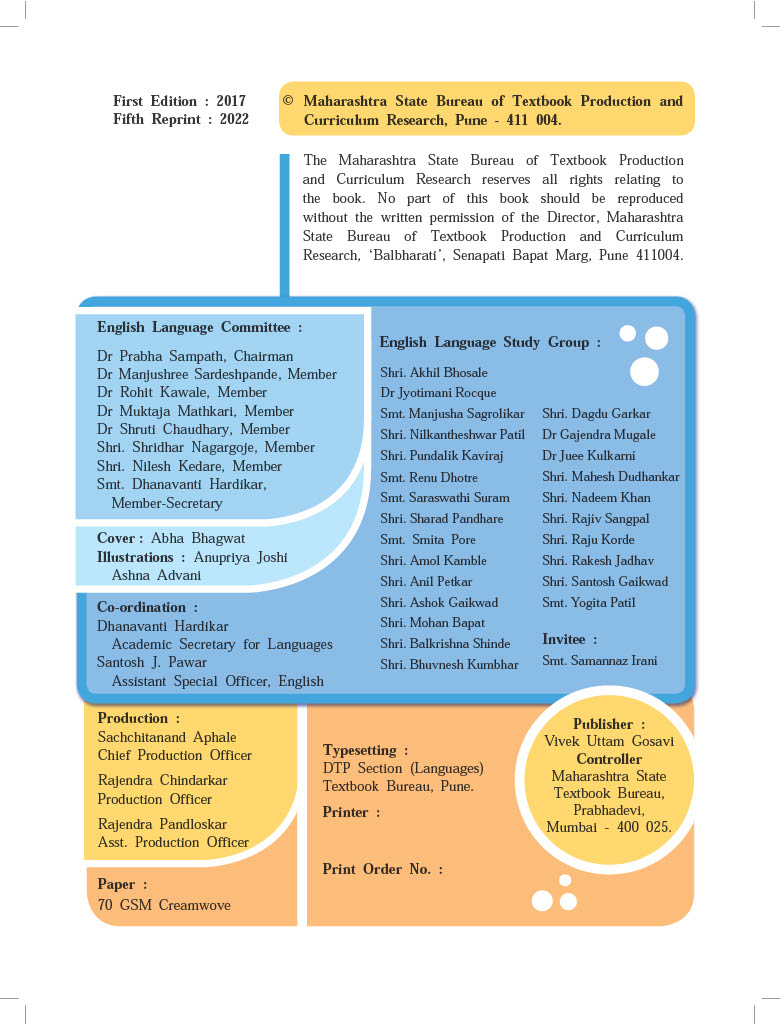 First Edition : 2017
Fifth Reprint : 2022
© Maharashtra State Bureau of Textbook Production and
Curriculum Research, Pune - 411 004.
The Maharashtra State Bureau of Textbook Production
and Curriculum Research reserves all rights relating to
the book. No part of this book should be reproduced
without the written permission of the Director, Maharashtra
State Bureau of Textbook Production and Curriculum
Research, ‘Balbharati’, Senapati Bapat Marg, Pune 411004.
English Language Committee :
Dr Prabha Sampath, Chairman
Dr Manjushree Sardeshpande, Member
Dr Rohit Kawale, Member
Dr Muktaja Mathkari, Member
Dr Shruti Chaudhary, Member
Shri. Shridhar Nagargoje, Member
Shri. Nilesh Kedare, Member
Smt. Dhanavanti Hardikar,
Member-Secretary
Cover : Abha Bhagwat
Illustrations : Anupriya Joshi
Ashna Advani
Co-ordination :
Dhanavanti Hardikar
Academic Secretary for Languages
Santosh J. Pawar
Assistant Special Officer, English
English Language Study Group :
Shri. Akhil Bhosale
Dr Jyotimani Rocque
Smt. Manjusha Sagrolikar
Shri. Nilkantheshwar Patil
Shri. Pundalik Kaviraj
Smt. Renu Dhotre
Smt. Saraswathi Suram
Shri. Sharad Pandhare
Smt. Smita Pore
Shri. Amol Kamble
Shri. Anil Petkar
Shri. Ashok Gaikwad
Shri. Mohan Bapat
Shri. Balkrishna Shinde
Shri. Bhuvnesh Kumbhar
Shri. Dagdu Garkar
Dr Gajendra Mugale
Dr Juee Kulkarni
Shri. Mahesh Dudhankar
Shri. Nadeem Khan
Shri. Rajiv Sangpal
Shri. Raju Korde
Shri. Rakesh Jadhav
Shri. Santosh Gaikwad
Smt. Yogita Patil
Invitee :
Smt. Samannaz Irani
Production :
Sachchitanand Aphale
Chief Production Officer
Rajendra Chindarkar
Production Officer
Rajendra Pandloskar
Asst. Production Officer
Paper :
70 GSM Creamwove
Typesetting :
DTP Section (Languages)
Textbook Bureau, Pune.
Printer :
Print Order No. :
Publisher :
Vivek Uttam Gosavi
Controller
Maharashtra State
Textbook Bureau,
Prabhadevi,
Mumbai - 400 025.